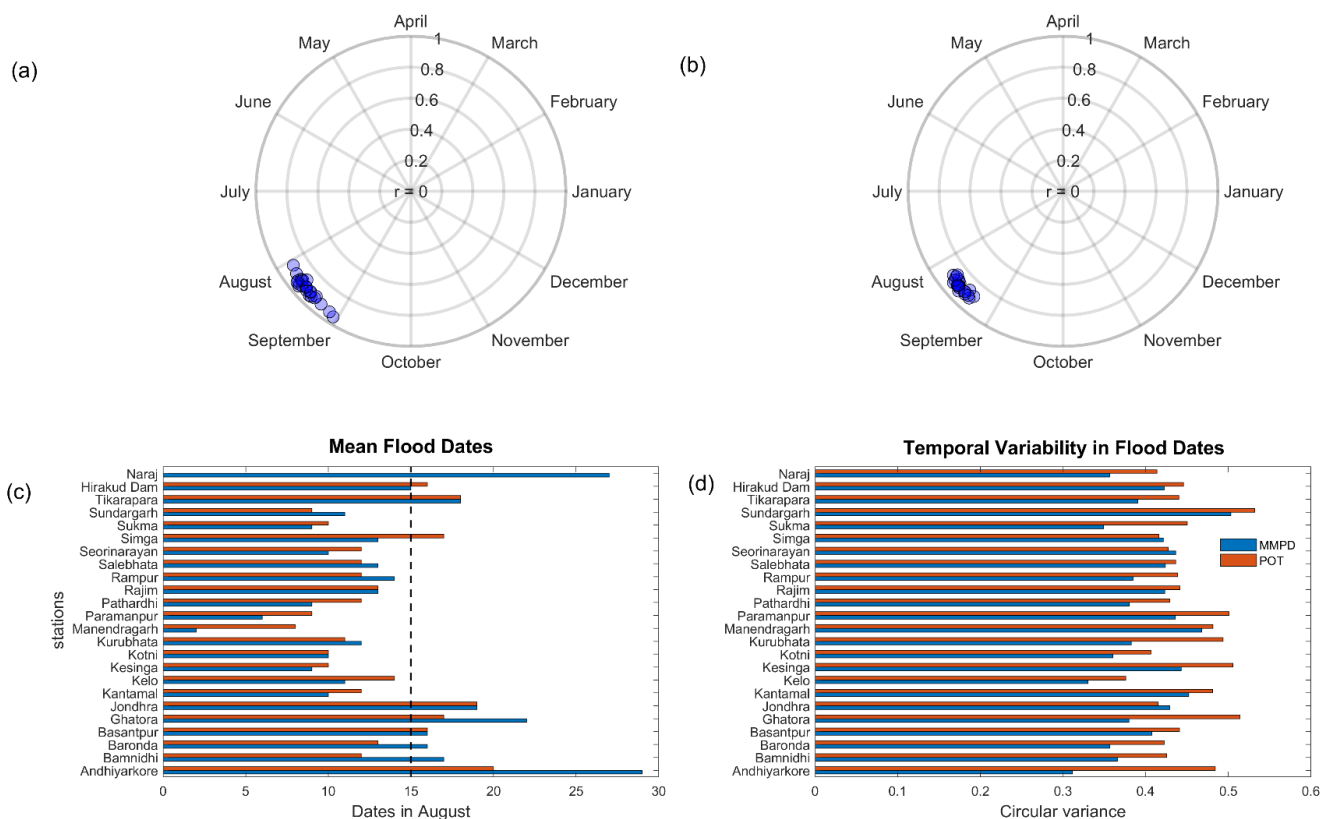 (a)
April
May
March
June
February
July
January
August
December
September
November
October
1
0.8
0.6
0.4
0.2
r = 0
(b)
April
May
March
June
February
July
January
August
December
September
November
October
1
0.8
0.6
0.4
0.2
r = 0
(c)
Mean Flood Dates
stations
Naraj
Hirakud Dam
Tikarapara
Sundargarh
Sukma
Simga
Seorinarayan
Salebhata
Rampur
Rajim
Pathardhi
Paramanpur
Manendragarh
Kurubhata
Kotni
Kesinga
Kelo
Kantamal
Jondhra
Ghatora
Basantpur
Baronda
Bamnidhi
Andhiyarkore
0 5 10 15 20 25 30
Dates in August
(d)
Temporal Variability in Flood Dates
Naraj
Hirakud Dam
Tikarapara
Sundargarh
Sukma
Simga
Seorinarayan
Salebhata
Rampur
Rajim
Pathardhi
Paramanpur
Manendragarh
Kurubhata
Kotni
Kesinga
Kelo
Kantamal
Jondhra
Ghatora
Basantpur
Baronda
Bamnidhi
Andhiyarkore
MMPD
POT
0 0.1 0.2 0.3 0.4 0.5 0.6
Circular variance